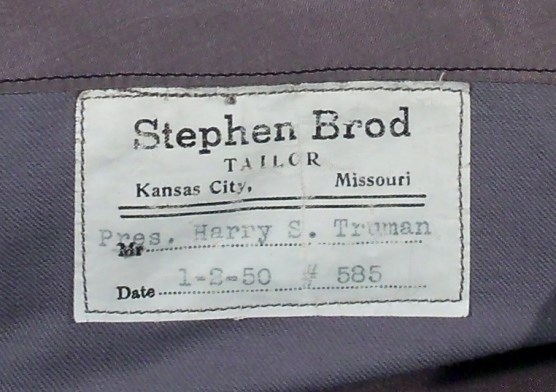 Stephen Brod
TAILOR
Kansas City, Missouri
Pres. Harry S. Truman
Mr
Date 1-2-50 # 585